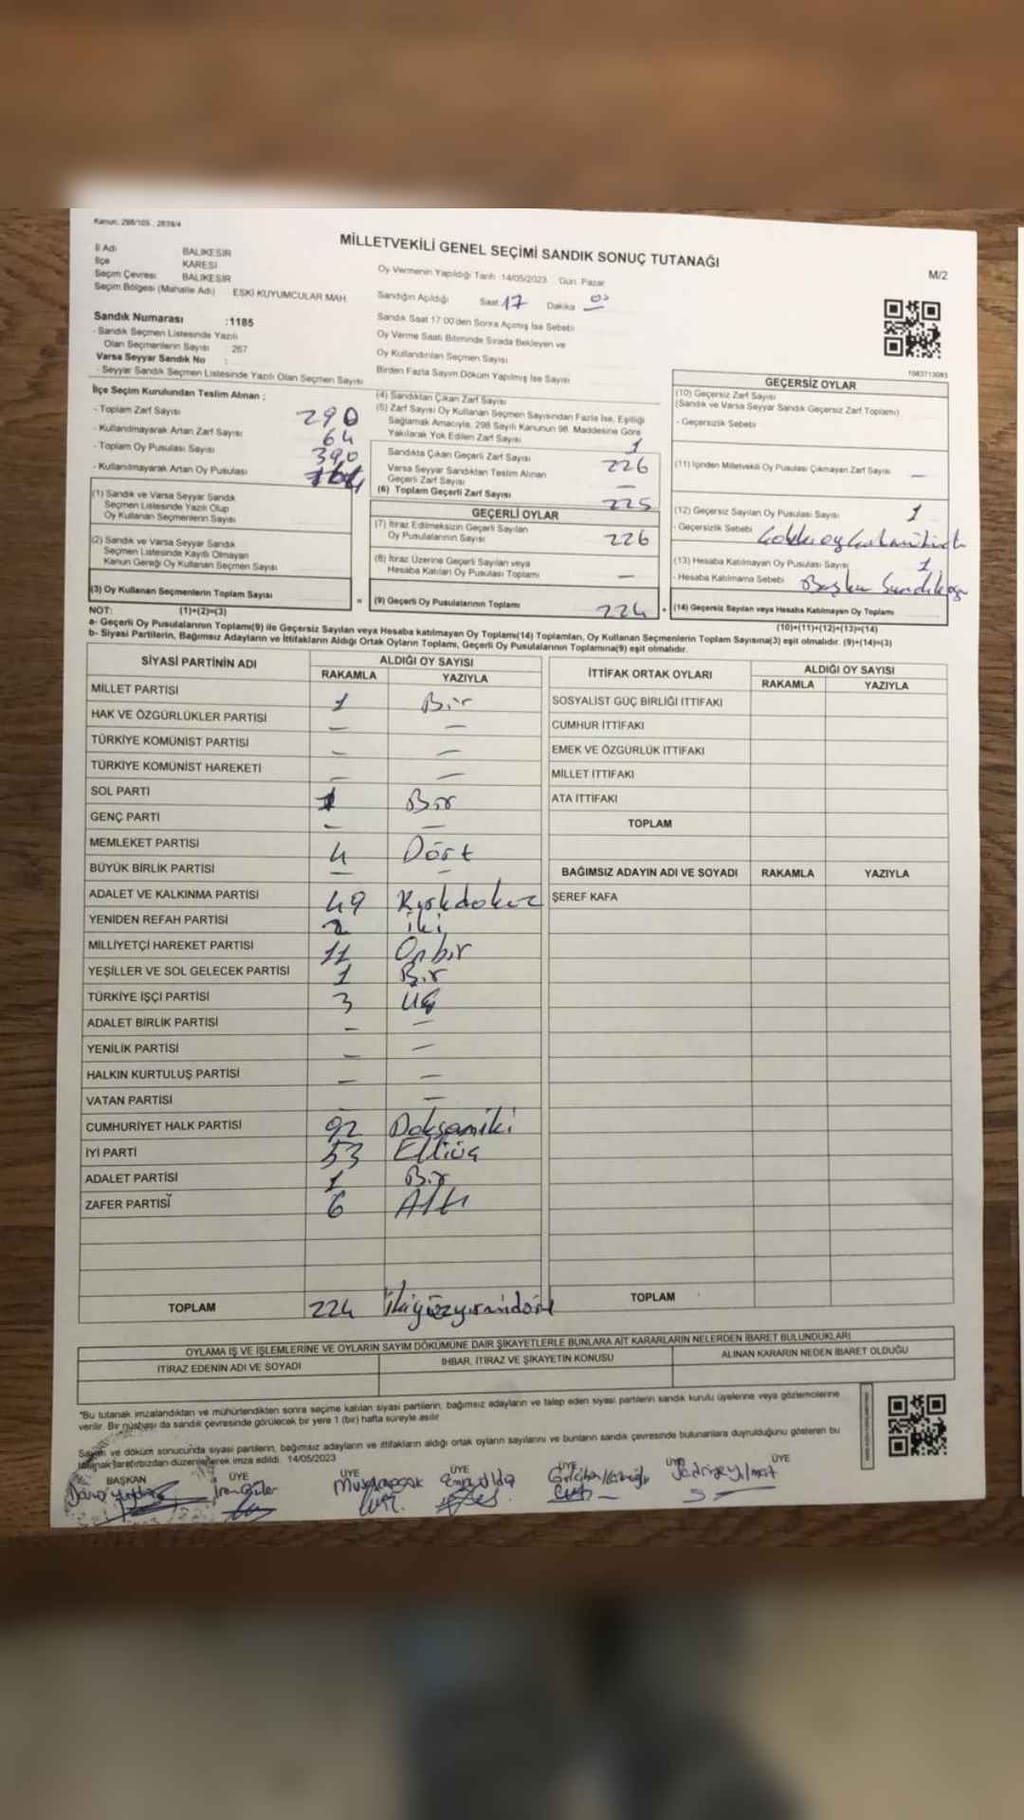 Kanun: 298/105, 2839/4
MİLLETVEKİLİ GENEL SEÇİMİ SANDIK SONUÇ TUTANAĞI
M/2
İl Adı BALIKESİR
İlçe KARESİ
Seçim Çevresi BALIKESİR
Seçim Bölgesi (Mahalle Adı) ESKİ KUYUMCULAR MAH.
Oy Vermenin Yapıldığı Tarih :14/05/2023 Gün: Pazar
Sandığın Açıldığı Saat 17 Dakika 00
Sandık Numarası :1185
- Sandık Seçmen Listesinde Yazılı
Olan Seçmenlerin Sayısı 267
Varsa Seyyar Sandık No :
- Seyyar Sandık Seçmen Listesinde Yazılı Olan Seçmen Sayısı
Sandık Saat 17:00'den Sonra Açılmış İse Sebebi
Oy Verme Saati Bitiminde Sırada Bekleyen ve
Oy Kullandırılan Seçmen Sayısı
Birden Fazla Sayım Döküm Yapılmış İse Sayısı
İlçe Seçim Kurulundan Teslim Alınan :
- Toplam Zarf Sayısı 290
- Kullanılmayarak Artan Zarf Sayısı 64
- Toplam Oy Pusulası Sayısı 390
- Kullanılmayarak Artan Oy Pusulası
(1) Sandık ve Varsa Seyyar Sandık
Seçmen Listesinde Yazılı Olup
Oy Kullanan Seçmenlerin Sayısı
(2) Sandık ve Varsa Seyyar Sandık
Seçmen Listesinde Kayıtlı Olmayan
Kanun Gereği Oy Kullanan Seçmen Sayısı
(3) Oy Kullanan Seçmenlerin Toplam Sayısı
(1)+(2)=(3)
(4) Sandıktan Çıkan Zarf Sayısı
(5) Zarf Sayısı Oy Kullanan Seçmen Sayısından Fazla İse, Eşitliği
Sağlamak Amacıyla, 298 Sayılı Kanunun 98. Maddesine Göre
Yakılarak Yok Edilen Zarf Sayısı 1
Sandıkta Çıkan Geçerli Zarf Sayısı 226
Varsa Seyyar Sandıktan Teslim Alınan
Geçerli Zarf Sayısı —
(6) Toplam Geçerli Zarf Sayısı 225
GEÇERLİ OYLAR
(7) İtiraz Edilmeksizin Geçerli Sayılan
Oy Pusulalarının Sayısı 226
(8) İtiraz Üzerine Geçerli Sayılan veya
Hesaba Katılan Oy Pusulası Toplamı —
(9) Geçerli Oy Pusulalarının Toplamı 224
GEÇERSİZ OYLAR
(10) Geçersiz Zarf Sayısı
(Sandık ve Varsa Seyyar Sandık Geçersiz Zarf Toplamı)
- Geçersizlik Sebebi
(11) İçinden Milletvekili Oy Pusulası Çıkmayan Zarf Sayısı —
(12) Geçersiz Sayılan Oy Pusulası Sayısı 1
- Geçersizlik Sebebi
(13) Hesaba Katılmayan Oy Pusulası Sayısı 1
- Hesaba Katılmama Sebebi Başka
(14) Geçersiz Sayılan veya Hesaba Katılmayan Oy Toplamı
(10)+(11)+(12)+(13)=(14)
NOT:
a- Geçerli Oy Pusulalarının Toplamı(9) ile Geçersiz Sayılan veya Hesaba katılmayan Oy Toplamı(14) Toplamları, Oy Kullanan Seçmenlerin Toplam Sayısına(3) eşit olmalıdır. (9)+(14)=(3)
b- Siyasi Partilerin, Bağımsız Adayların ve İttifakların Aldığı Ortak Oyların Toplamı, Geçerli Oy Pusulalarının Toplamına(9) eşit olmalıdır.
SİYASİ PARTİNİN ADI ALDIĞI OY SAYISI
RAKAMLA YAZIYLA
MİLLET PARTİSİ 1 Bir
HAK VE ÖZGÜRLÜKLER PARTİSİ — —
TÜRKİYE KOMÜNİST PARTİSİ — —
TÜRKİYE KOMÜNİST HAREKETİ — —
SOL PARTİ 1 Bir
GENÇ PARTİ — —
MEMLEKET PARTİSİ 4 Dört
BÜYÜK BİRLİK PARTİSİ — —
ADALET VE KALKINMA PARTİSİ 49 Kırkdokuz
YENİDEN REFAH PARTİSİ 2 iki
MİLLİYETÇİ HAREKET PARTİSİ 11 Onbir
YEŞİLLER VE SOL GELECEK PARTİSİ 1 Bir
TÜRKİYE İŞÇİ PARTİSİ 3 üç
ADALET BİRLİK PARTİSİ — —
YENİLİK PARTİSİ — —
HALKIN KURTULUŞ PARTİSİ — —
VATAN PARTİSİ — —
CUMHURİYET HALK PARTİSİ 92 Doksaniki
İYİ PARTİ 53 Elliüç
ADALET PARTİSİ 1 Bir
ZAFER PARTİSİ 6 Altı
TOPLAM 224 ikiyüzyirmidört
İTTİFAK ORTAK OYLARI ALDIĞI OY SAYISI
RAKAMLA YAZIYLA
SOSYALİST GÜÇ BİRLİĞİ İTTİFAKI
CUMHUR İTTİFAKI
EMEK VE ÖZGÜRLÜK İTTİFAKI
MİLLET İTTİFAKI
ATA İTTİFAKI
TOPLAM
BAĞIMSIZ ADAYIN ADI VE SOYADI RAKAMLA YAZIYLA
ŞEREF KAFA
TOPLAM
OYLAMA İŞ VE İŞLEMLERİNE VE OYLARIN SAYIM DÖKÜMÜNE DAİR ŞİKAYETLERLE BUNLARA AİT KARARLARIN NELERDEN İBARET BULUNDUKLARI
İTİRAZ EDENİN ADI VE SOYADI İHBAR, İTİRAZ VE ŞİKAYETİN KONUSU ALINAN KARARIN NEDEN İBARET OLDUĞU
"Bu tutanak imzalandıktan ve mühürlendikten sonra seçime katılan siyasi partilerin, bağımsız adayların ve talep eden siyasi partilerin sandık kurulu üyelerine veya gözlemcilerine
verilir. Bir nüshası da sandık çevresinde görülecek bir yere 1 (bir) hafta süreyle asılır
Sayım ve döküm sonucunda siyasi partilerin, bağımsız adayların ve ittifakların aldığı ortak oyların sayılarını ve bunların sandık çevresinde bulunanlara duyrulduğunu gösteren bu
tutanak tarafımızdan düzenlenerek imza edildi. 14/05/2023
BAŞKAN ÜYE ÜYE ÜYE ÜYE ÜYE ÜYE